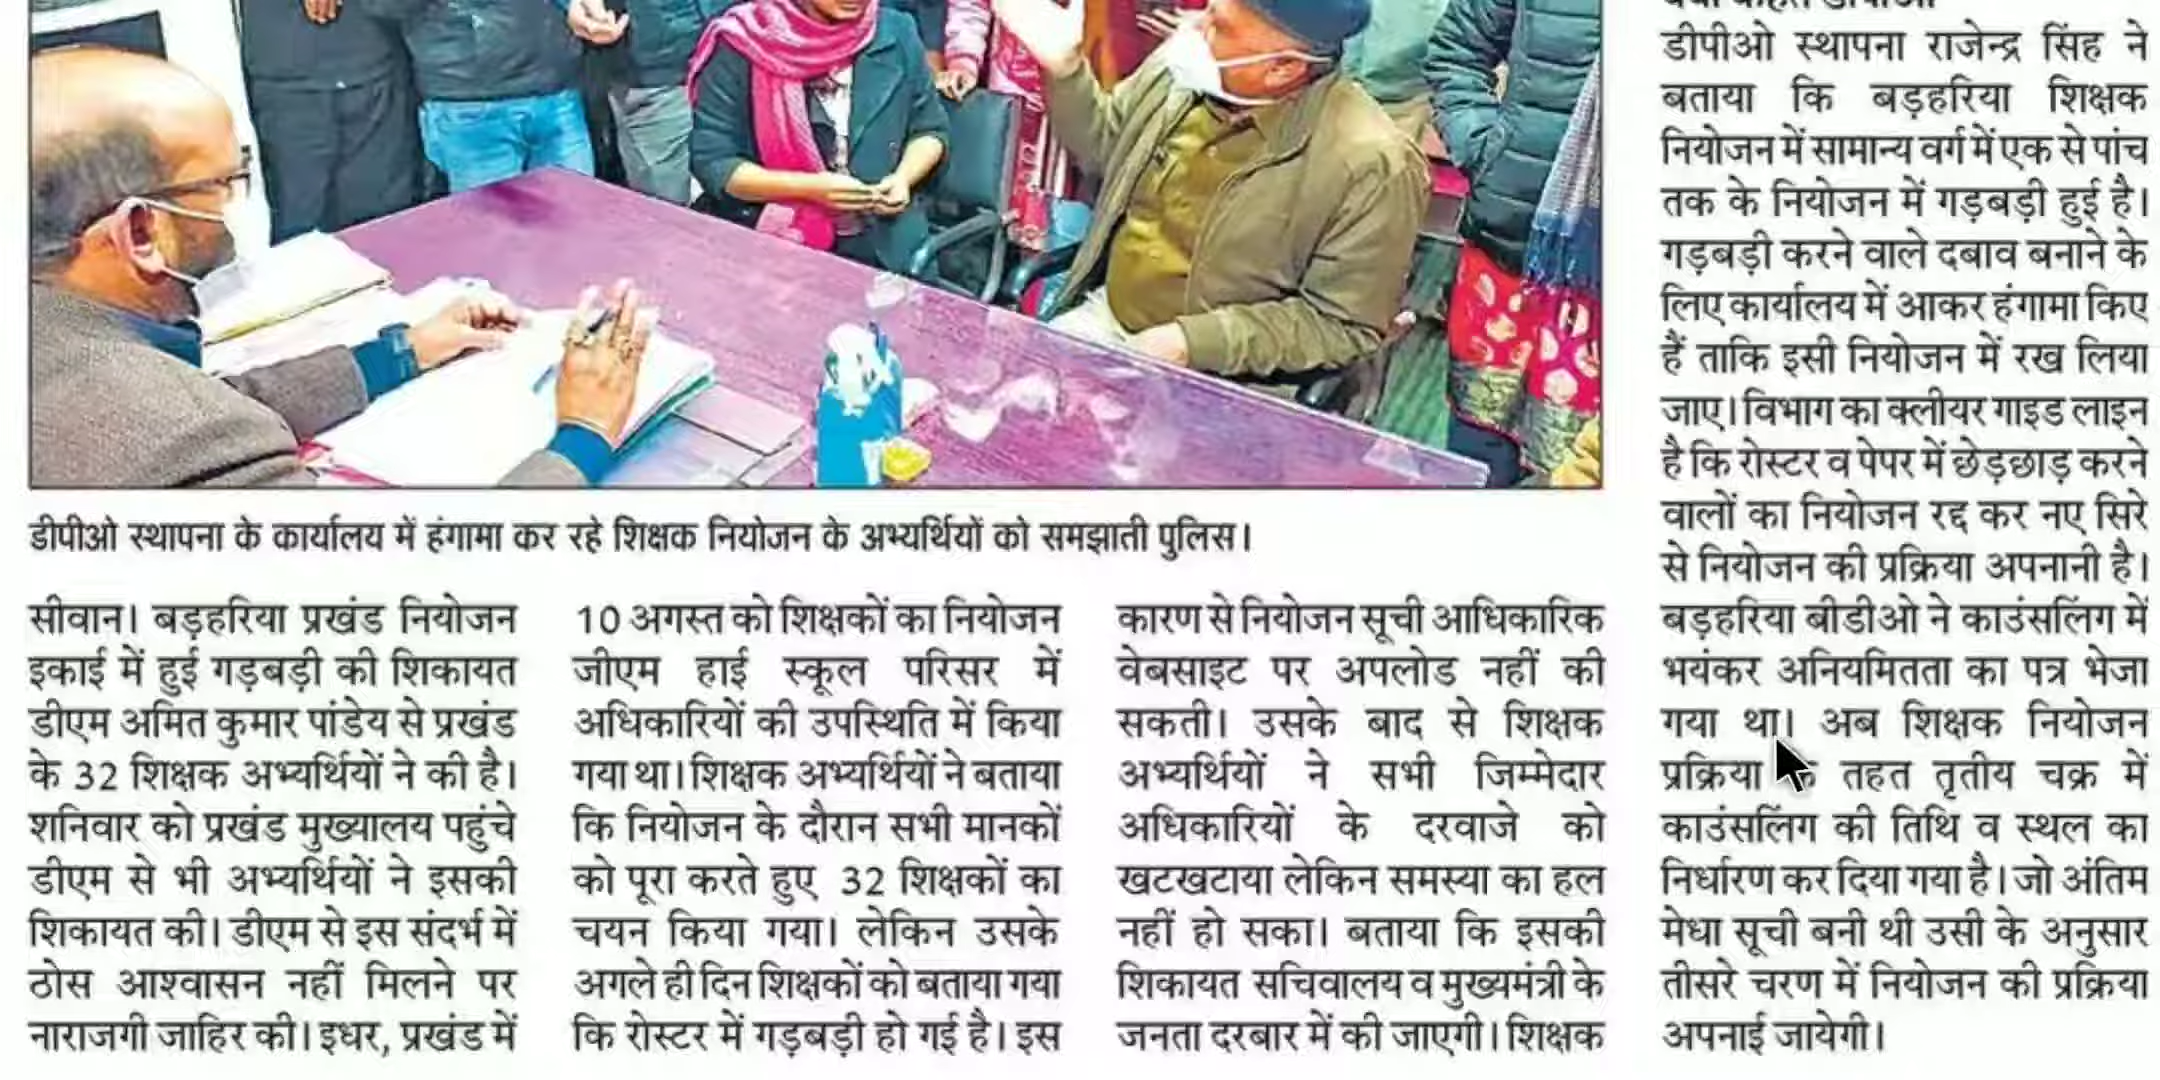 डीपीओ स्थापना के कार्यालय में हंगामा कर रहे शिक्षक नियोजन के अभ्यर्थियों को समझाती पुलिस।
सीवान। बड़हरिया प्रखंड नियोजन
इकाई में हुई गड़बड़ी की शिकायत
डीएम अमित कुमार पांडेय से प्रखंड
के 32 शिक्षक अभ्यर्थियों ने की है।
शनिवार को प्रखंड मुख्यालय पहुंचे
डीएम से भी अभ्यर्थियों ने इसकी
शिकायत की। डीएम से इस संदर्भ में
ठोस आश्वासन नहीं मिलने पर
नाराजगी जाहिर की। इधर, प्रखंड में
10 अगस्त को शिक्षकों का नियोजन
जीएम हाई स्कूल परिसर में
अधिकारियों की उपस्थिति में किया
गया था। शिक्षक अभ्यर्थियों ने बताया
कि नियोजन के दौरान सभी मानकों
को पूरा करते हुए 32 शिक्षकों का
चयन किया गया। लेकिन उसके
अगले ही दिन शिक्षकों को बताया गया
कि रोस्टर में गड़बड़ी हो गई है। इस
कारण से नियोजन सूची आधिकारिक
वेबसाइट पर अपलोड नहीं की
सकती। उसके बाद से शिक्षक
अभ्यर्थियों ने सभी जिम्मेदार
अधिकारियों के दरवाजे को
खटखटाया लेकिन समस्या का हल
नहीं हो सका। बताया कि इसकी
शिकायत सचिवालय व मुख्यमंत्री के
जनता दरबार में की जाएगी। शिक्षक
डीपीओ स्थापना राजेन्द्र सिंह ने
बताया कि बड़हरिया शिक्षक
नियोजन में सामान्य वर्ग में एक से पांच
तक के नियोजन में गड़बड़ी हुई है।
गड़बड़ी करने वाले दबाव बनाने के
लिए कार्यालय में आकर हंगामा किए
हैं ताकि इसी नियोजन में रख लिया
जाए। विभाग का क्लीयर गाइड लाइन
है कि रोस्टर व पेपर में छेड़छाड़ करने
वालों का नियोजन रद्द कर नए सिरे
से नियोजन की प्रक्रिया अपनानी है।
बड़हरिया बीडीओ ने काउंसलिंग में
भयंकर अनियमितता का पत्र भेजा
गया था। अब शिक्षक नियोजन
प्रक्रिया तहत तृतीय चक्र में
काउंसलिंग की तिथि व स्थल का
निर्धारण कर दिया गया है। जो अंतिम
मेधा सूची बनी थी उसी के अनुसार
तीसरे चरण में नियोजन की प्रक्रिया
अपनाई जायेगी।